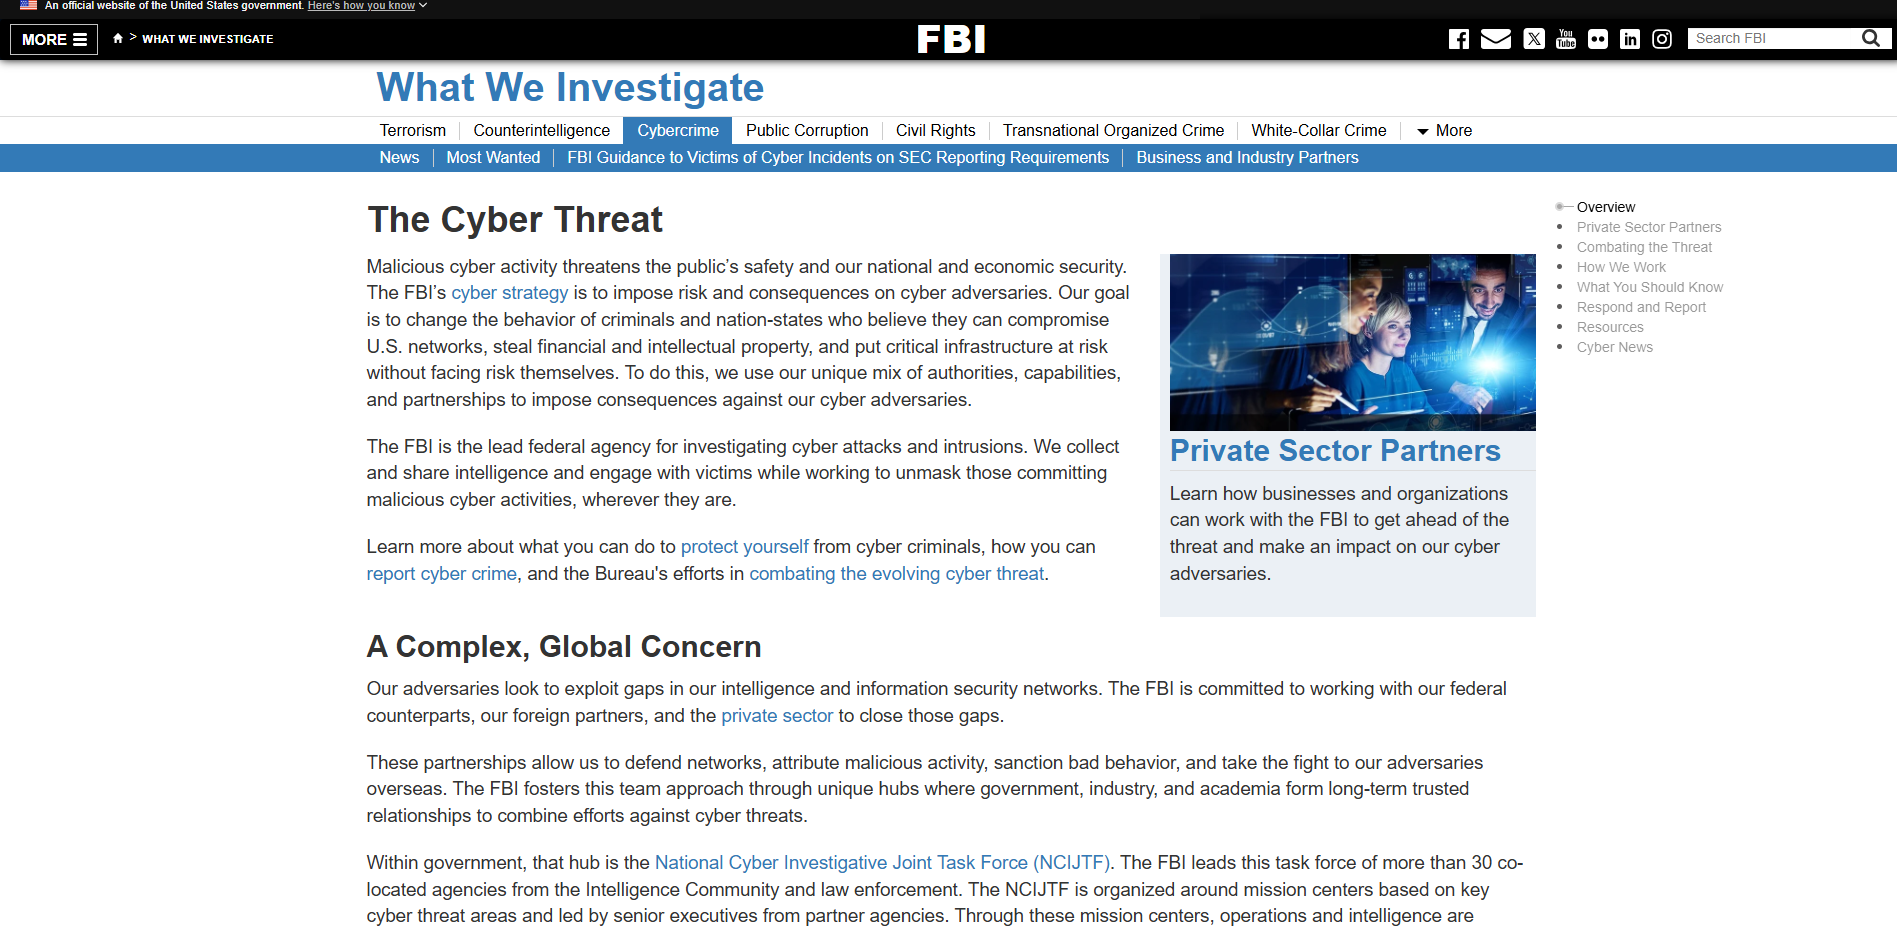 An official website of the United States government. Here's how you know
MORE
> WHAT WE INVESTIGATE
FBI
You
Tube
in
Search FBI
What We Investigate
Terrorism
Counterintelligence
Cybercrime
Public Corruption
Civil Rights
Transnational Organized Crime
White-Collar Crime
More
News
Most Wanted
FBI Guidance to Victims of Cyber Incidents on SEC Reporting Requirements
Business and Industry Partners
The Cyber Threat
Malicious cyber activity threatens the public’s safety and our national and economic security.
The FBI’s cyber strategy is to impose risk and consequences on cyber adversaries. Our goal
is to change the behavior of criminals and nation-states who believe they can compromise
U.S. networks, steal financial and intellectual property, and put critical infrastructure at risk
without facing risk themselves. To do this, we use our unique mix of authorities, capabilities,
and partnerships to impose consequences against our cyber adversaries.
The FBI is the lead federal agency for investigating cyber attacks and intrusions. We collect
and share intelligence and engage with victims while working to unmask those committing
malicious cyber activities, wherever they are.
Learn more about what you can do to protect yourself from cyber criminals, how you can
report cyber crime, and the Bureau's efforts in combating the evolving cyber threat.
Private Sector Partners
Learn how businesses and organizations
can work with the FBI to get ahead of the
threat and make an impact on our cyber
adversaries.
Overview
Private Sector Partners
Combating the Threat
How We Work
What You Should Know
Respond and Report
Resources
Cyber News
A Complex, Global Concern
Our adversaries look to exploit gaps in our intelligence and information security networks. The FBI is committed to working with our federal
counterparts, our foreign partners, and the private sector to close those gaps.
These partnerships allow us to defend networks, attribute malicious activity, sanction bad behavior, and take the fight to our adversaries
overseas. The FBI fosters this team approach through unique hubs where government, industry, and academia form long-term trusted
relationships to combine efforts against cyber threats.
Within government, that hub is the National Cyber Investigative Joint Task Force (NCIJTF). The FBI leads this task force of more than 30 co-
located agencies from the Intelligence Community and law enforcement. The NCIJTF is organized around mission centers based on key
cyber threat areas and led by senior executives from partner agencies. Through these mission centers, operations and intelligence are